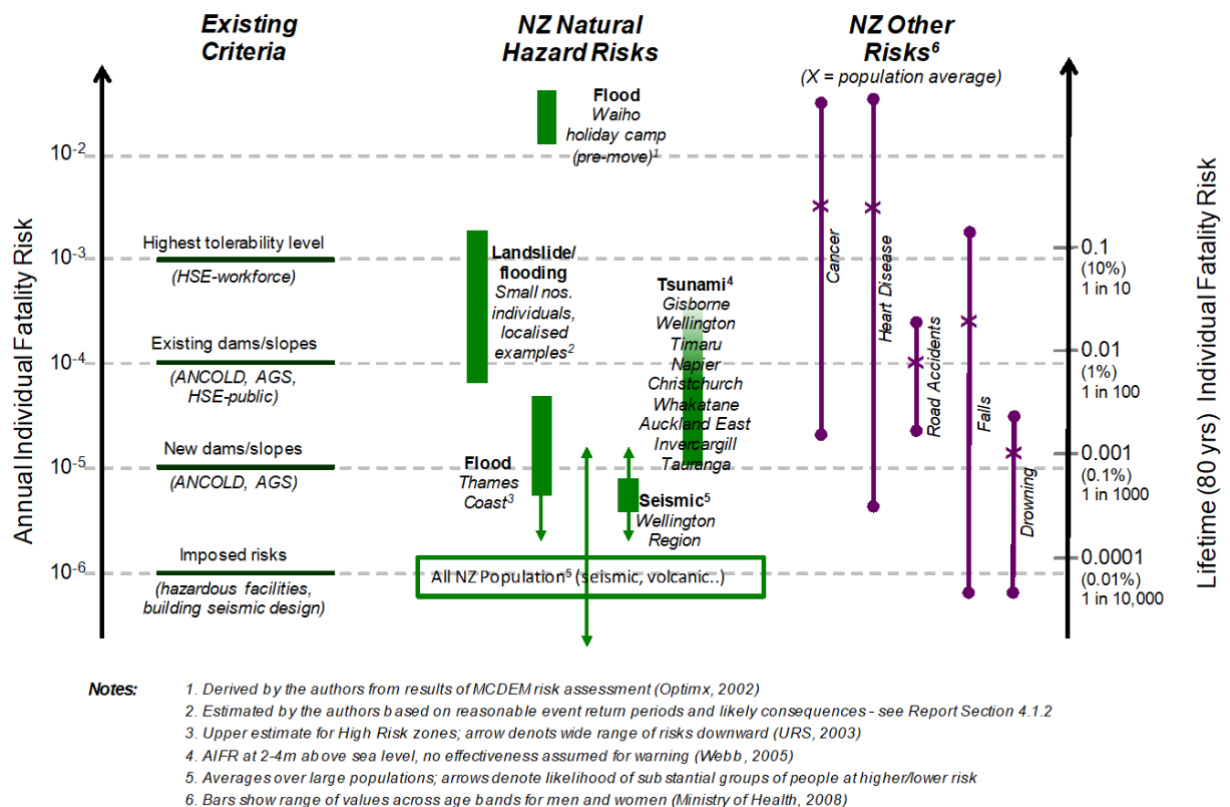 Existing
Criteria
NZ Natural
Hazard Risks
NZ Other
Risks⁶
(X = population average)
Annual Individual Fatality Risk
10⁻²
10⁻³
10⁻⁴
10⁻⁵
10⁻⁶
Highest tolerability level
(HSE-workforce)
Existing dams/slopes
(ANCOLD, AGS,
HSE-public)
New dams/slopes
(ANCOLD, AGS)
Imposed risks
(hazardous facilities,
building seismic design)
Flood
Waiho
holiday camp
(pre-move)¹
Landslide/
flooding
Small nos.
individuals,
localised
examples²
Tsunami⁴
Gisborne
Wellington
Timaru
Napier
Christchurch
Whakatane
Auckland East
Invercargill
Tauranga
Flood
Thames
Coast³
Seismic⁵
Wellington
Region
All NZ Population⁵ (seismic, volcanic..)
Cancer
Heart Disease
Road Accidents
Falls
Drowning
0.1
(10%)
1 in 10
0.01
(1%)
1 in 100
0.001
(0.1%)
1 in 1000
0.0001
(0.01%)
1 in 10,000
Lifetime (80 yrs) Individual Fatality Risk
Notes:
1. Derived by the authors from results of MCDEM risk assessment (Optimx, 2002)
2. Estimated by the authors based on reasonable event return periods and likely consequences - see Report Section 4.1.2
3. Upper estimate for High Risk zones; arrow denots wide range of risks downward (URS, 2003)
4. AIFR at 2-4m above sea level, no effectiveness assumed for warning (Webb, 2005)
5. Averages over large populations; arrows denote likelihood of substantial groups of people at higher/lower risk
6. Bars show range of values across age bands for men and women (Ministry of Health, 2008)